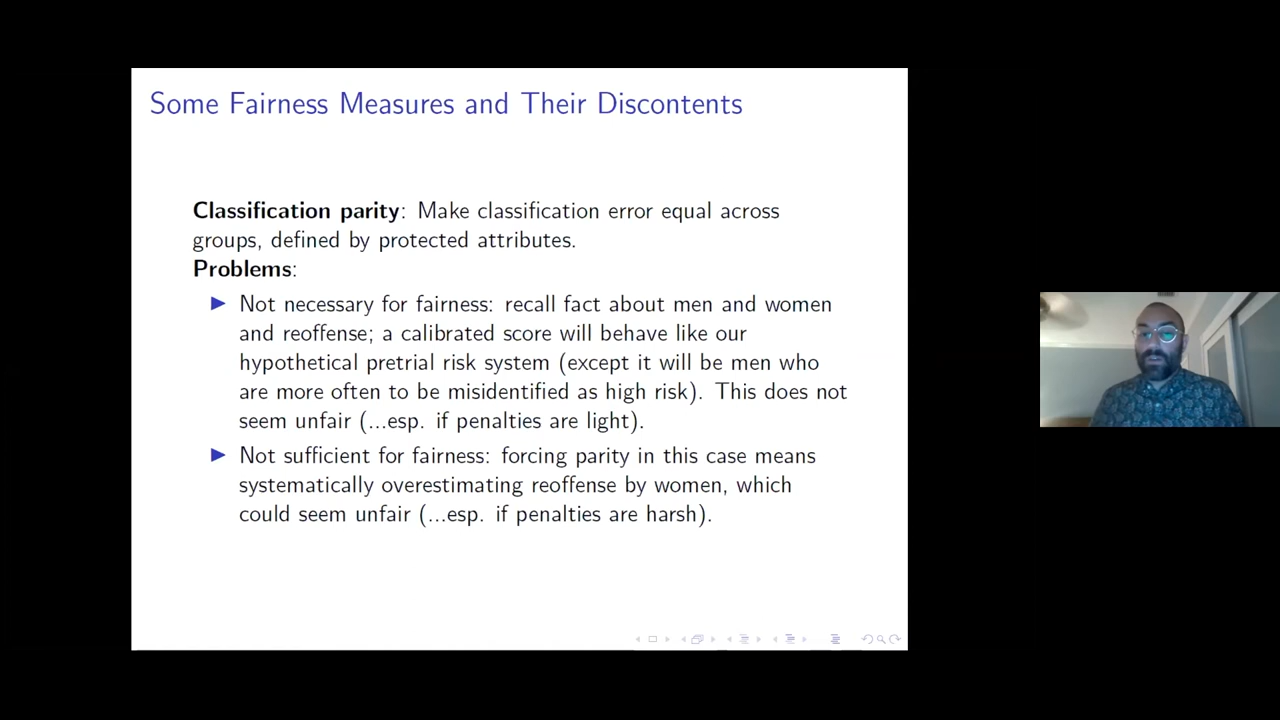 Some Fairness Measures and Their Discontents
Classification parity: Make classification error equal across
groups, defined by protected attributes.
Problems:
Not necessary for fairness: recall fact about men and women
and reoffense; a calibrated score will behave like our
hypothetical pretrial risk system (except it will be men who
are more often to be misidentified as high risk). This does not
seem unfair (...esp. if penalties are light).
Not sufficient for fairness: forcing parity in this case means
systematically overestimating reoffense by women, which
could seem unfair (...esp. if penalties are harsh).